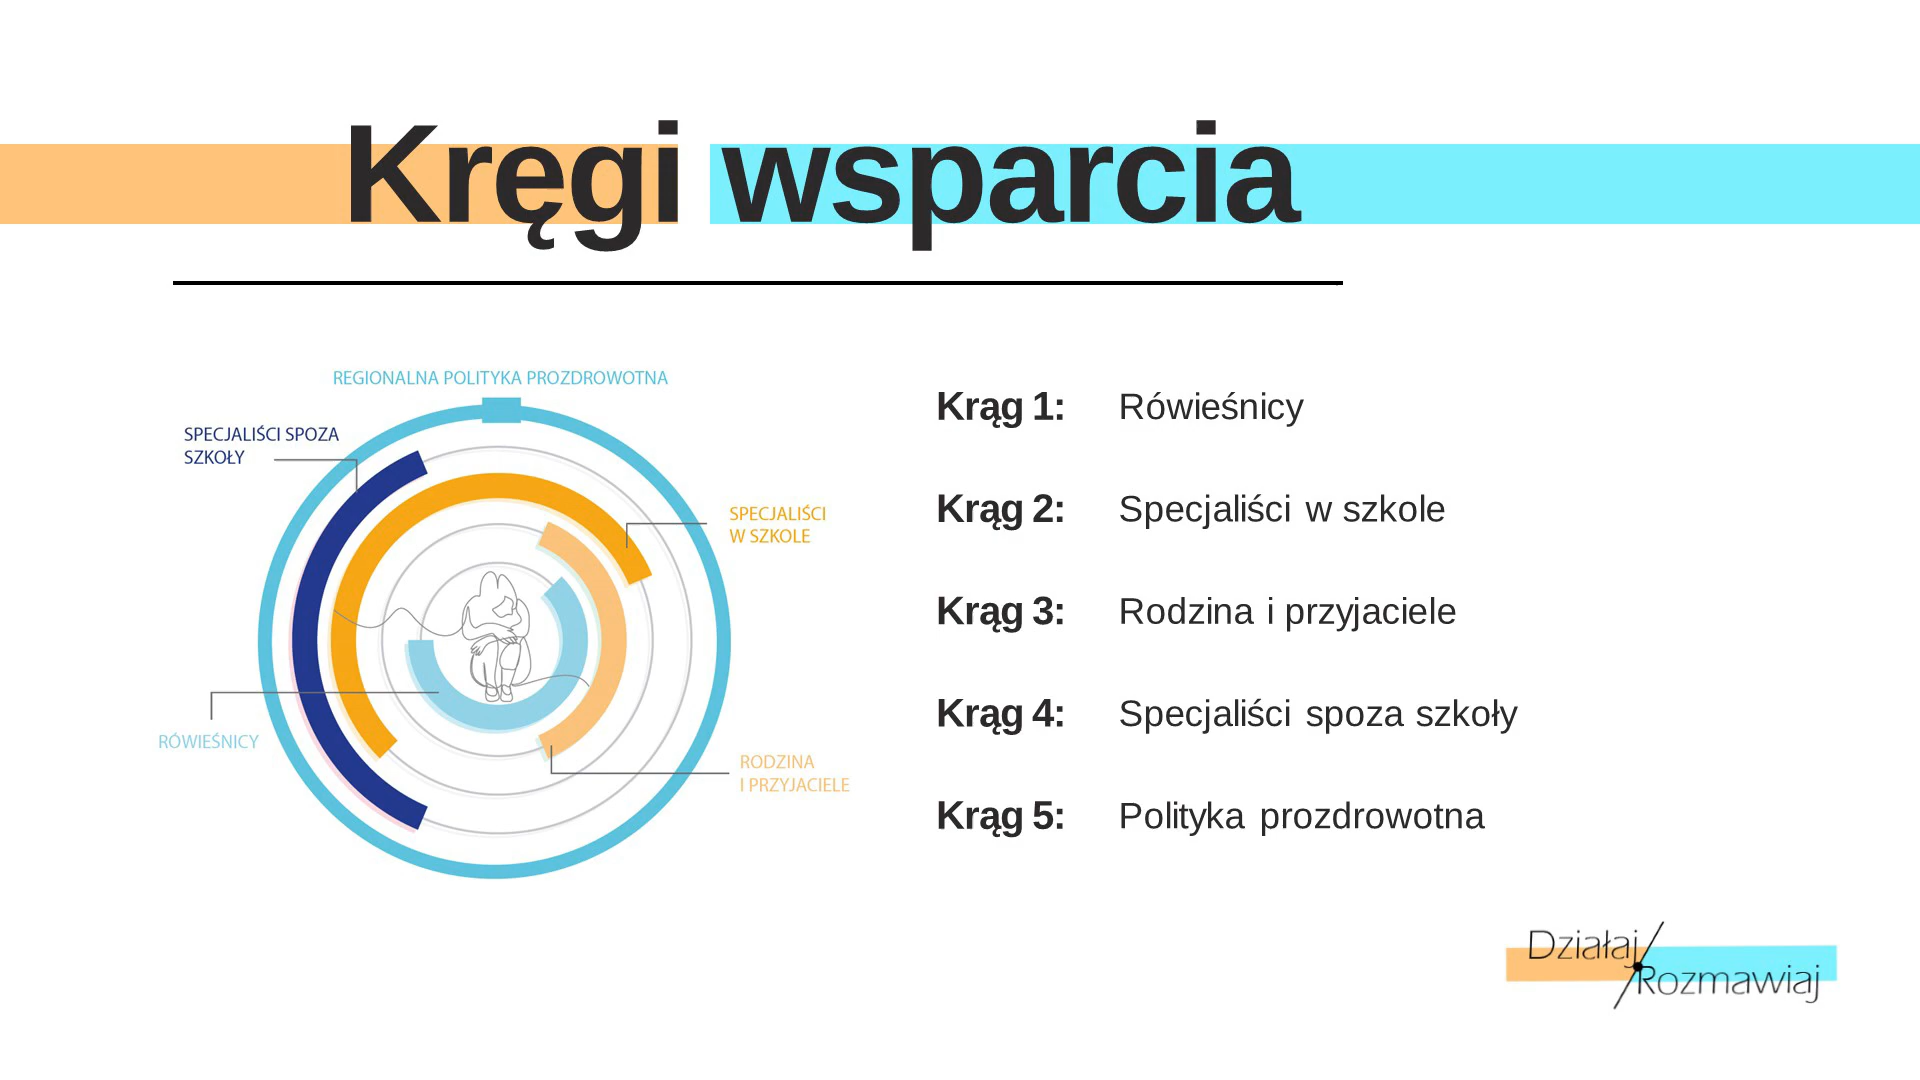 Kręgi wsparcia
REGIONALNA POLITYKA PROZDROWOTNA
SPECJALIŚCI SPOZA
SZKOŁY
SPECJALIŚCI
W SZKOLE
RÓWIEŚNICY
RODZINA
I PRZYJACIELE
Krąg 1: Rówieśnicy
Krąg 2: Specjaliści w szkole
Krąg 3: Rodzina i przyjaciele
Krąg 4: Specjaliści spoza szkoły
Krąg 5: Polityka prozdrowotna
Działaj
Rozmawiaj